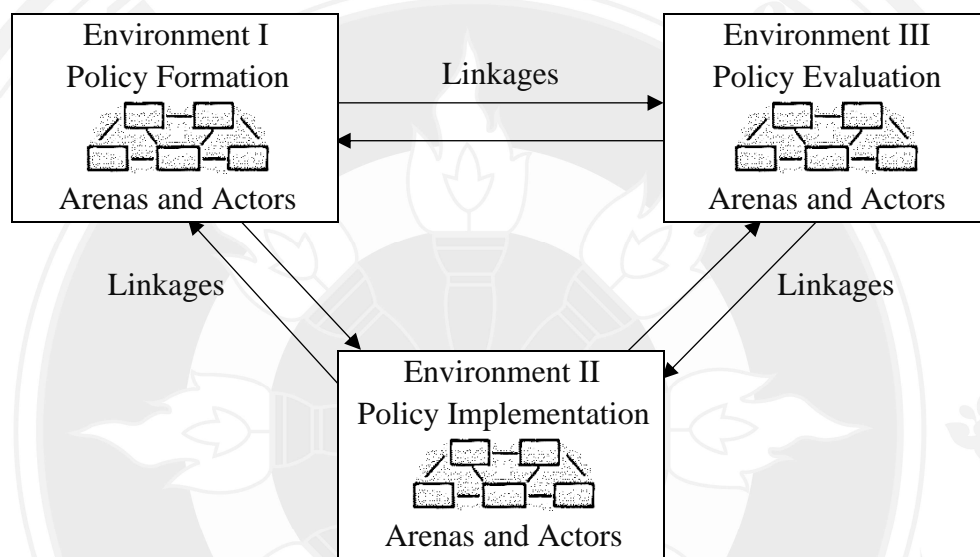 Environment I
Policy Formation
Arenas and Actors
Linkages
Environment III
Policy Evaluation
Arenas and Actors
Linkages
Linkages
Environment II
Policy Implementation
Arenas and Actors